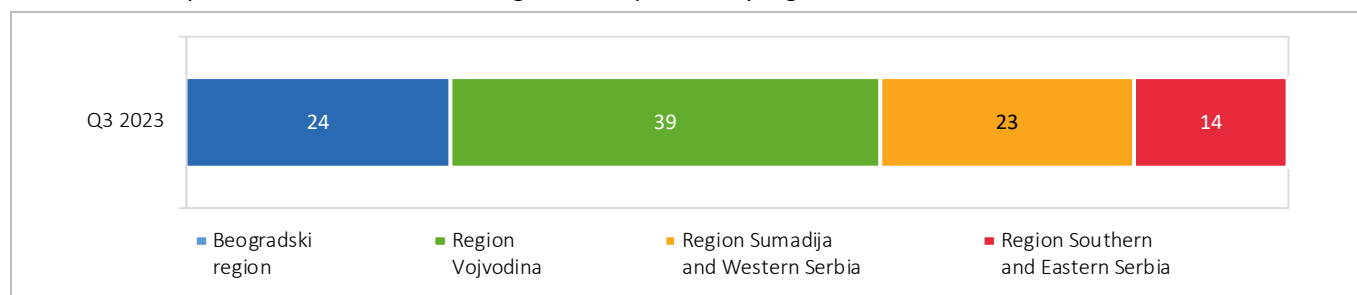 Q3 2023
24
39
23
14
Beogradski
region
Region
Vojvodina
Region Sumadija
and Western Serbia
Region Southern
and Eastern Serbia